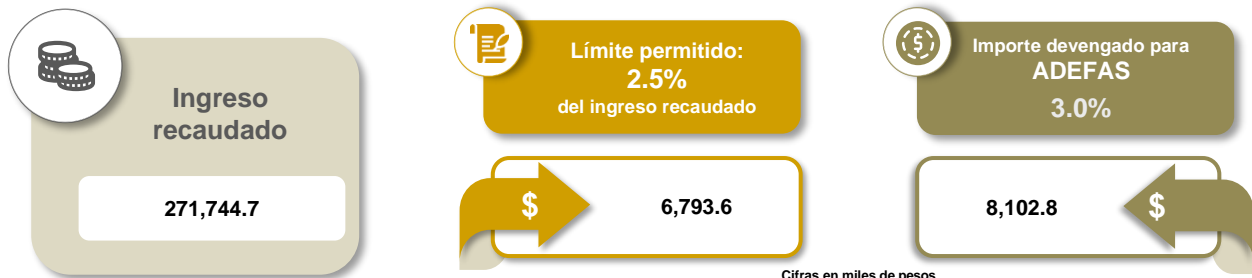 Ingreso
recaudado
271,744.7
Límite permitido:
2.5%
del ingreso recaudado
$
6,793.6
Importe devengado para
ADEFAS
3.0%
8,102.8
$
Cifras en miles de pesos